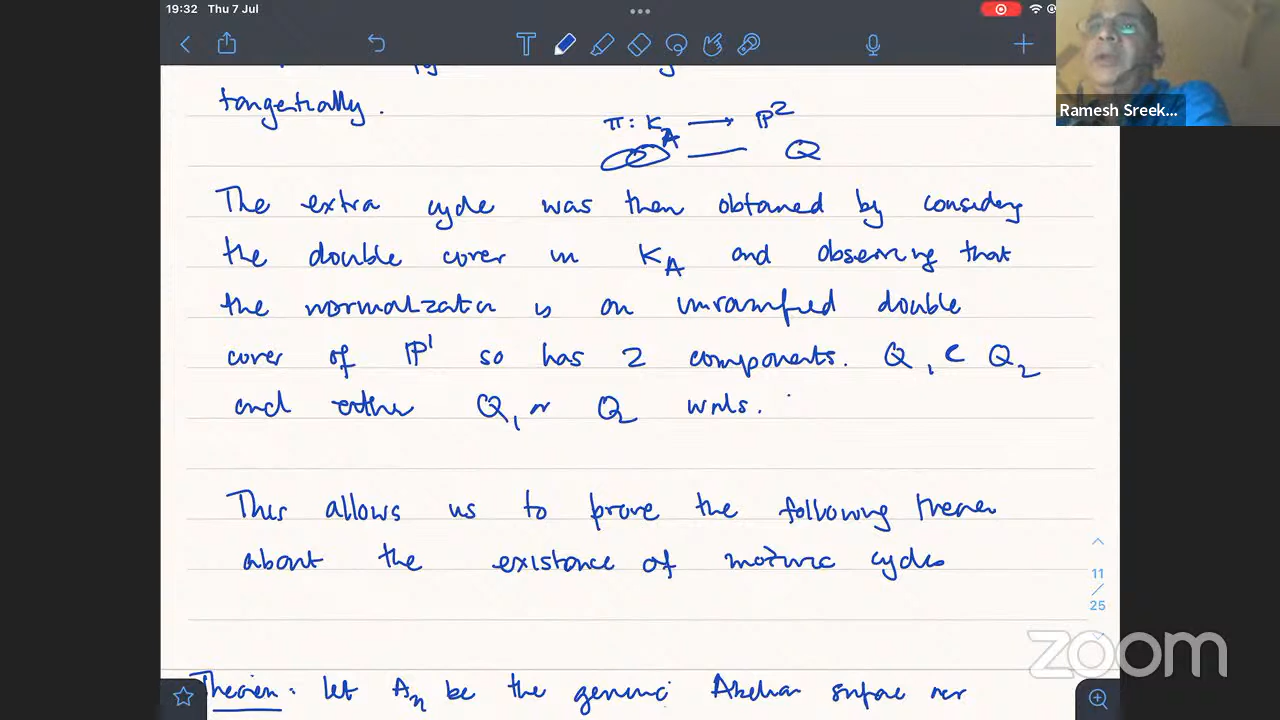 19:32 Thu 7 Jul
Ramesh Sreek...
tangentially.
π: K_A → ℙ²
Q
The extra cycle was then obtained by considering
the double cover in K_A and observing that
the normalization is an unramified double
cover of ℙ¹ so has 2 components. Q₁ & Q₂
and either Q₁ or Q₂ works.
This allows us to prove the following theorem
about the existance of motivic cycles
11
/
25
Theorem: let Aη be the generic Abelian surface over
zoom